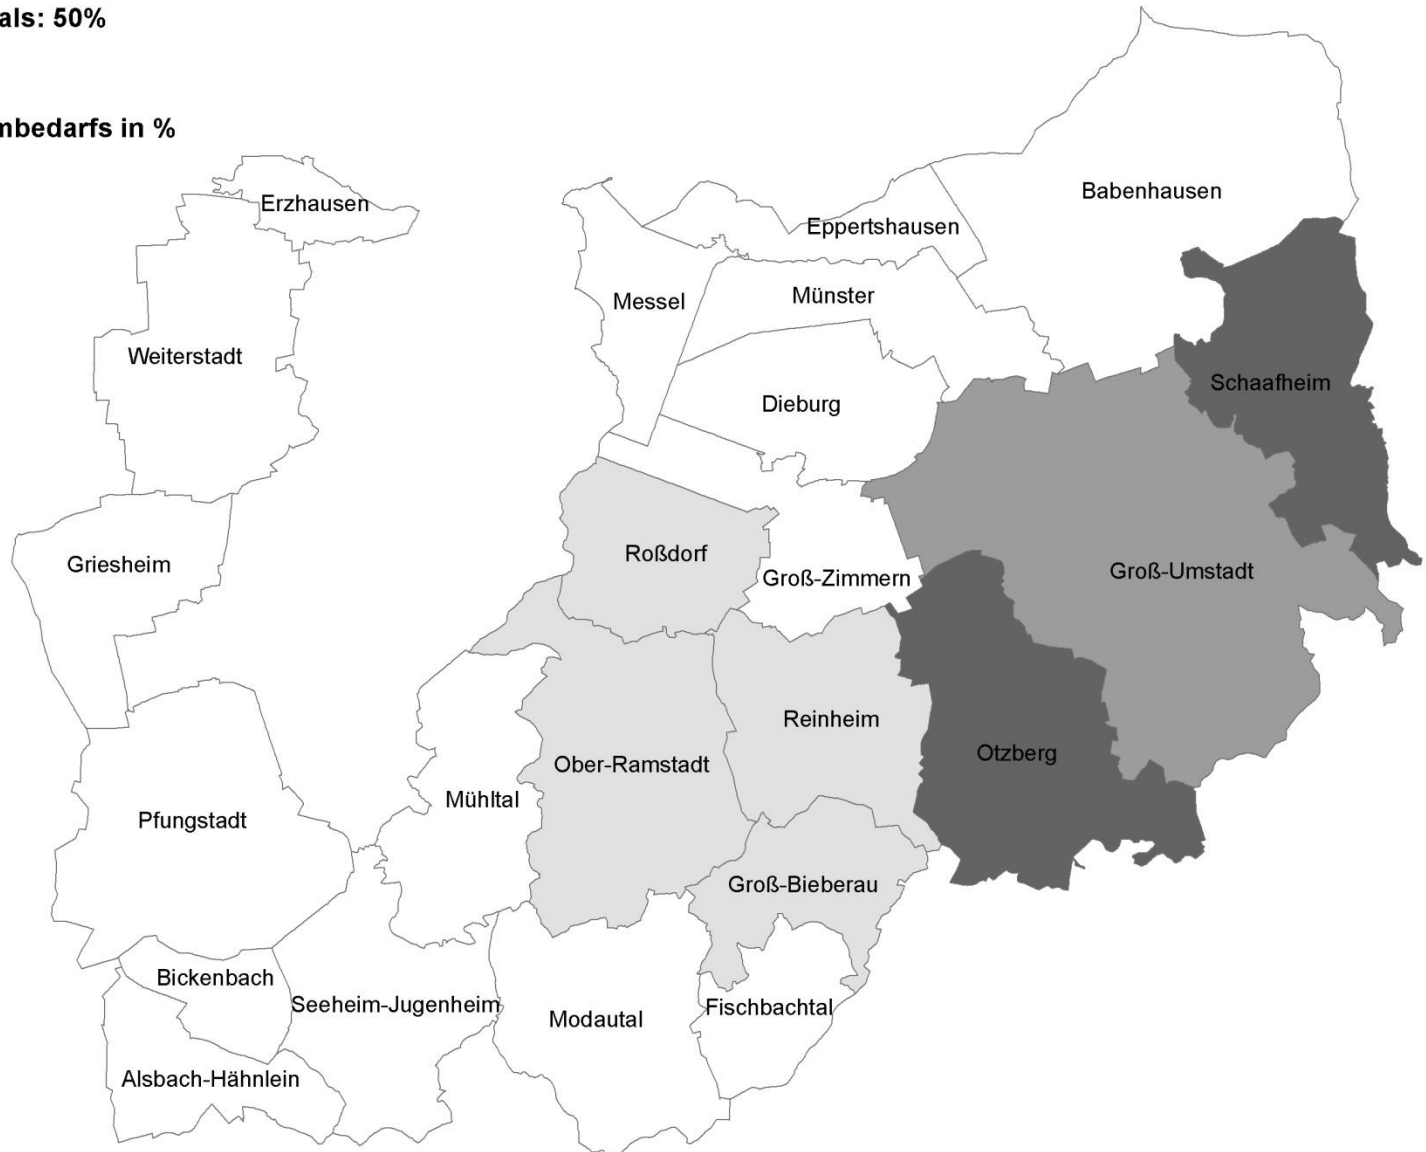 als: 50%
mbedarfs in %
Erzhausen
Babenhausen
Eppertshausen
Messel
Münster
Weiterstadt
Schaafheim
Dieburg
Roßdorf
Griesheim
Groß-Umstadt
Groß-Zimmern
Reinheim
Otzberg
Ober-Ramstadt
Mühltal
Pfungstadt
Groß-Bieberau
Bickenbach
Seeheim-Jugenheim
Fischbachtal
Modautal
Alsbach-Hähnlein